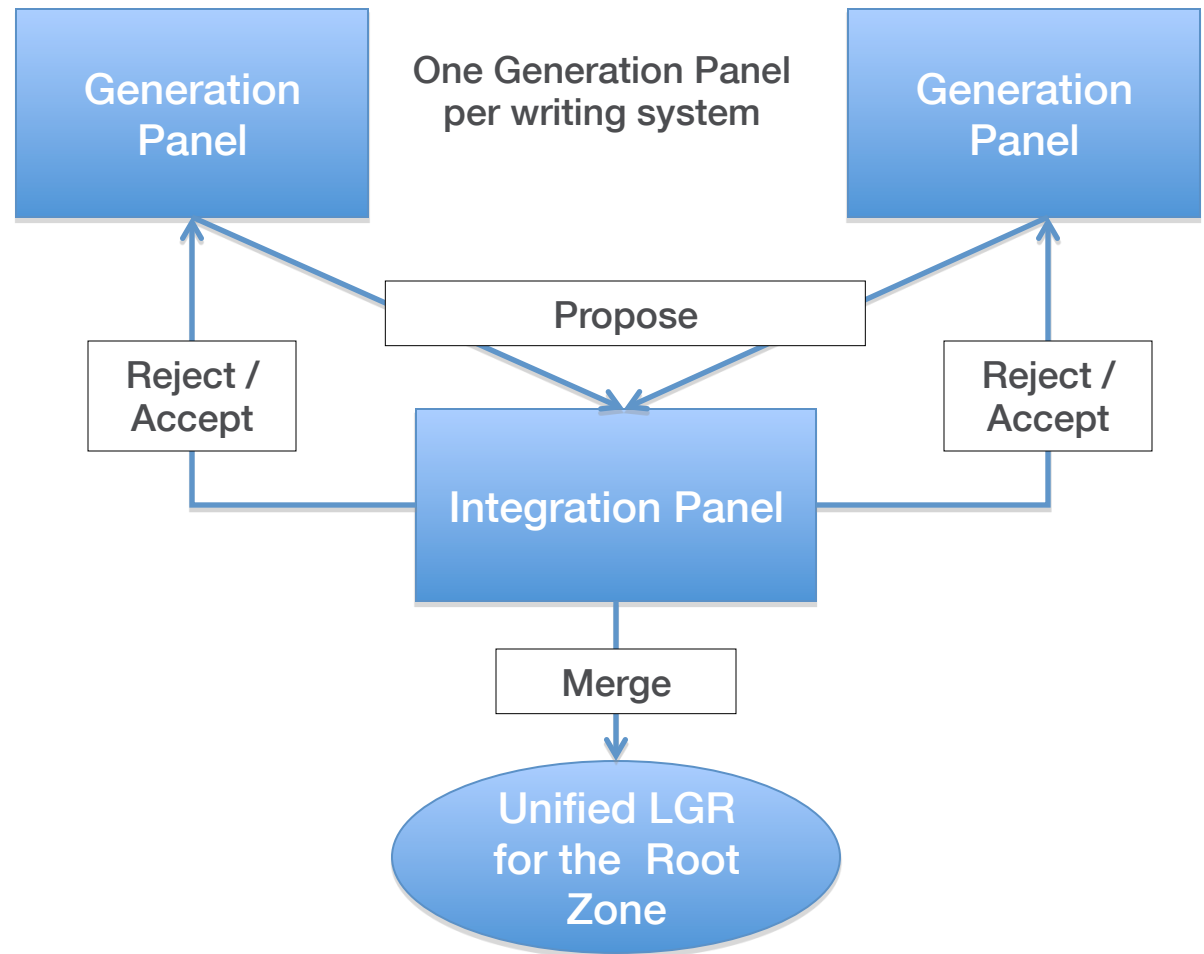 Generation
Panel
One Generation Panel
per writing system
Generation
Panel
Propose
Reject /
Accept
Reject /
Accept
Integration Panel
Merge
Unified LGR
for the Root
Zone